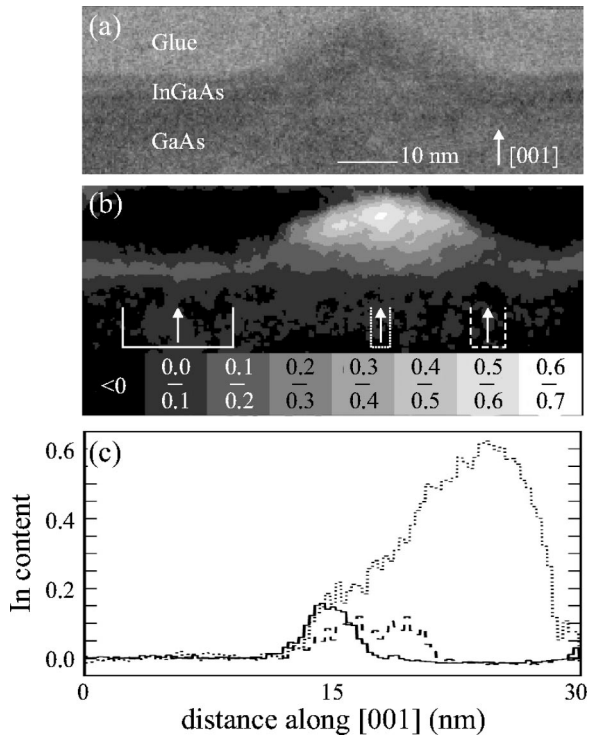 (a)
Glue
InGaAs
GaAs
10 nm
[001]
(b)
<0
0.0 0.1 0.2 0.3 0.4 0.5 0.6
0.1 0.2 0.3 0.4 0.5 0.6 0.7
(c)
0.6
0.4
0.2
0.0
In content
0 15 30
distance along [001] (nm)